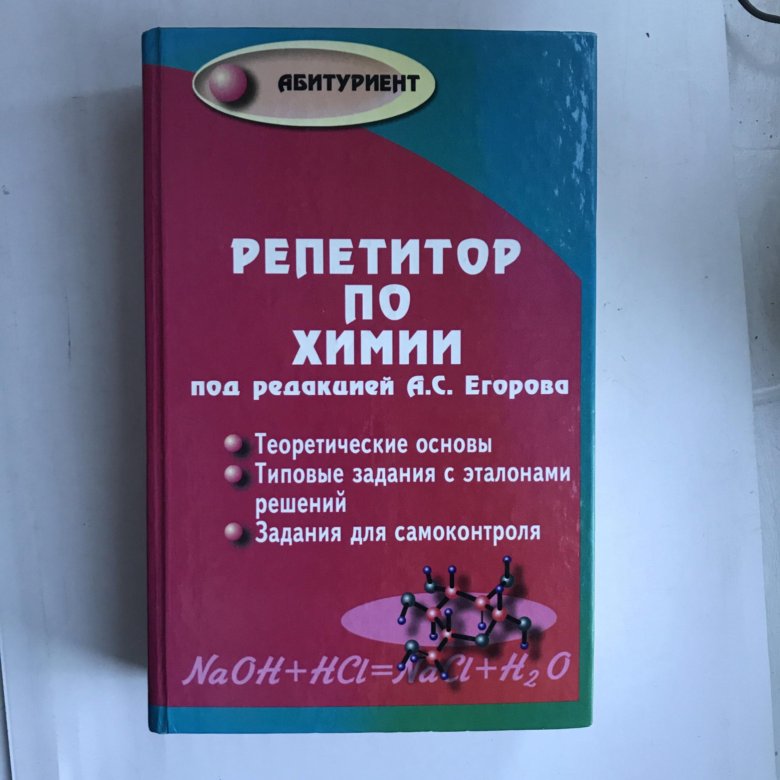 АБИТУРИЕНТ
РЕПЕТИТОР
ПО
ХИМИИ
под редакцией А.С. Егорова
Теоретические основы
Типовые задания с эталонами
решений
Задания для самоконтроля
NaOH+HCl=NaCl+H₂O